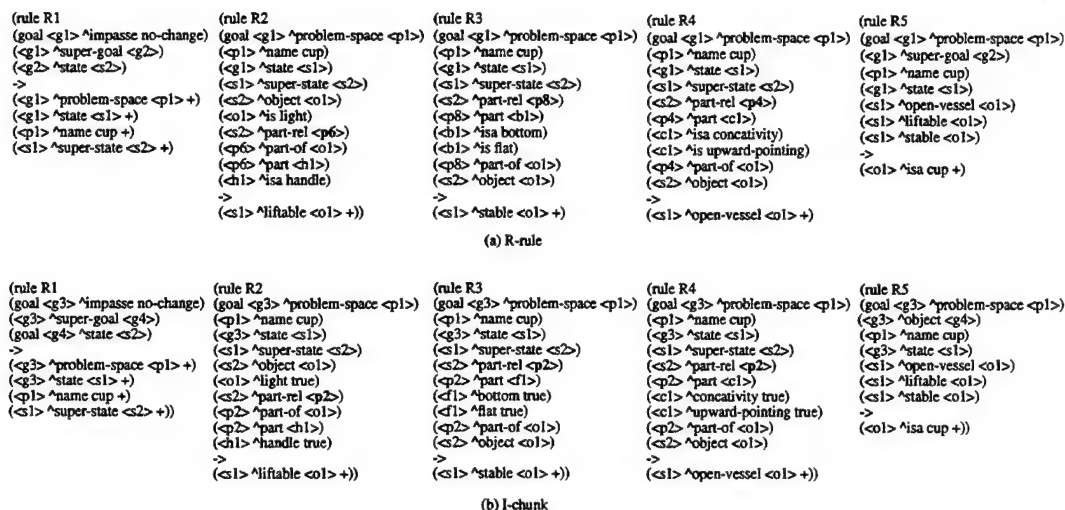 (rule R1
(goal <g1> ^impasse no-change)
(<g1> ^super-goal <g2>)
(<g2> ^state <s2>)
->
(<g1> ^problem-space <p1> +)
(<g1> ^state <s1> +)
(<p1> ^name cup +)
(<s1> ^super-state <s2> +)
(rule R2
(goal <g1> ^problem-space <p1>)
(<p1> ^name cup)
(<g1> ^state <s1>)
(<s1> ^super-state <s2>)
(<s2> ^object <o1>)
(<o1> ^is light)
(<s2> ^part-rel <p6>)
(<p6> ^part-of <o1>)
(<p6> ^part <h1>)
(<h1> ^isa handle)
->
(<s1> ^liftable <o1> +))
(rule R3
(goal <g1> ^problem-space <p1>)
(<p1> ^name cup)
(<g1> ^state <s1>)
(<s1> ^super-state <s2>)
(<s2> ^part-rel <p8>)
(<p8> ^part <b1>)
(<b1> ^isa bottom)
(<b1> ^is flat)
(<p8> ^part-of <o1>)
(<s2> ^object <o1>)
->
(<s1> ^stable <o1> +)
(rule R4
(goal <g1> ^problem-space <p1>)
(<p1> ^name cup)
(<g1> ^state <s1>)
(<s1> ^super-state <s2>)
(<s2> ^part-rel <p4>)
(<p4> ^part <c1>)
(<c1> ^isa concativity)
(<c1> ^is upward-pointing)
(<p4> ^part-of <o1>)
(<s2> ^object <o1>)
->
(<s1> ^open-vessel <o1> +)
(rule R5
(goal <g1> ^problem-space <p1>)
(<g1> ^super-goal <g2>)
(<p1> ^name cup)
(<g1> ^state <s1>)
(<s1> ^open-vessel <o1>)
(<s1> ^liftable <o1>)
(<s1> ^stable <o1>)
->
(<o1> ^isa cup +)
(a) R-rule
(rule R1
(goal <g3> ^impasse no-change)
(<g3> ^super-goal <g4>)
(goal <g4> ^state <s2>)
->
(<g3> ^problem-space <p1> +)
(<g3> ^state <s1> +)
(<p1> ^name cup +)
(<s1> ^super-state <s2> +))
(rule R2
(goal <g3> ^problem-space <p1>)
(<p1> ^name cup)
(<g3> ^state <s1>)
(<s1> ^super-state <s2>)
(<s2> ^object <o1>)
(<o1> ^light true)
(<s2> ^part-rel <p2>)
(<p2> ^part-of <o1>)
(<p2> ^part <h1>)
(<h1> ^handle true)
->
(<s1> ^liftable <o1> +))
(rule R3
(goal <g3> ^problem-space <p1>)
(<p1> ^name cup)
(<g3> ^state <s1>)
(<s1> ^super-state <s2>)
(<s2> ^part-rel <p2>)
(<p2> ^part <f1>)
(<f1> ^bottom true)
(<f1> ^flat true)
(<p2> ^part-of <o1>)
(<s2> ^object <o1>)
->
(<s1> ^stable <o1> +))
(rule R4
(goal <g3> ^problem-space <p1>)
(<p1> ^name cup)
(<g3> ^state <s1>)
(<s1> ^super-state <s2>)
(<s2> ^part-rel <p2>)
(<p2> ^part <c1>)
(<c1> ^concativity true)
(<c1> ^upward-pointing true)
(<p2> ^part-of <o1>)
(<s2> ^object <o1>)
->
(<s1> ^open-vessel <o1> +))
(rule R5
(goal <g3> ^problem-space <p1>)
(<g3> ^object <g4>)
(<p1> ^name cup)
(<g3> ^state <s1>)
(<s1> ^open-vessel <o1>)
(<s1> ^liftable <o1>)
(<s1> ^stable <o1>)
->
(<o1> ^isa cup +))
(b) I-chunk